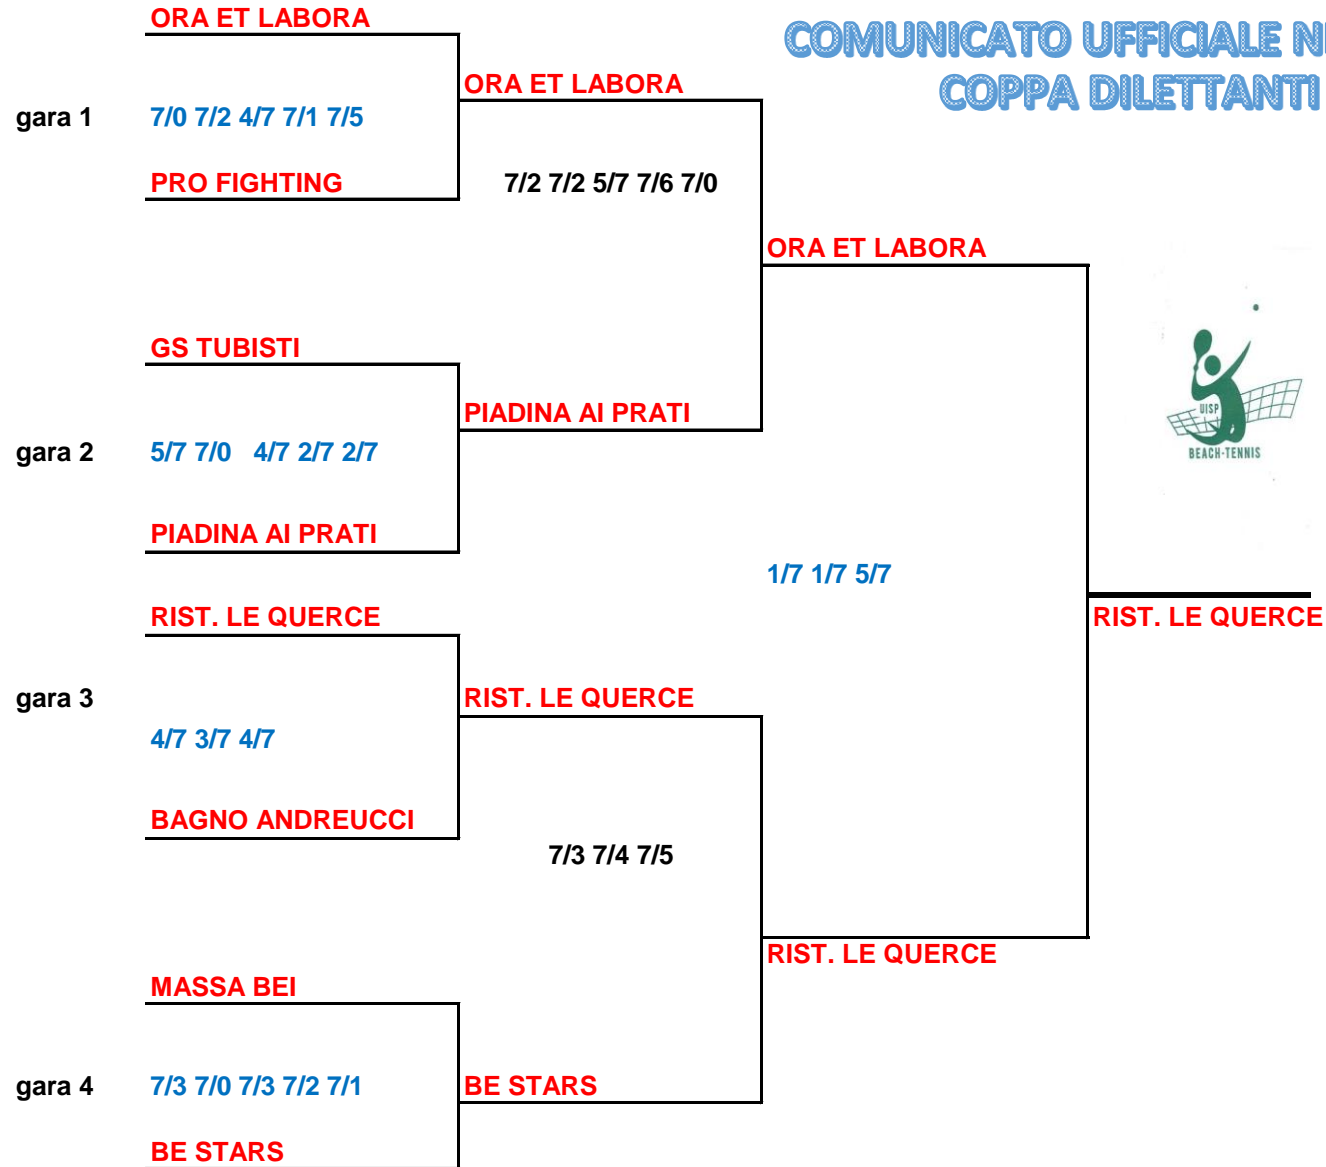 ORA ET LABORA
COMUNICATO UFFICIALE
COPPA DILETTANTI
ORA ET LABORA
gara 1 7/0 7/2 4/7 7/1 7/5
PRO FIGHTING
7/2 7/2 5/7 7/6 7/0
ORA ET LABORA
GS TUBISTI
PIADINA AI PRATI
UISP
BEACH-TENNIS
gara 2 5/7 7/0 4/7 2/7 2/7
PIADINA AI PRATI
1/7 1/7 5/7
RIST. LE QUERCE
RIST. LE QUERCE
gara 3
RIST. LE QUERCE
4/7 3/7 4/7
BAGNO ANDREUCCI
7/3 7/4 7/5
RIST. LE QUERCE
MASSA BEI
gara 4 7/3 7/0 7/3 7/2 7/1
BE STARS
BE STARS